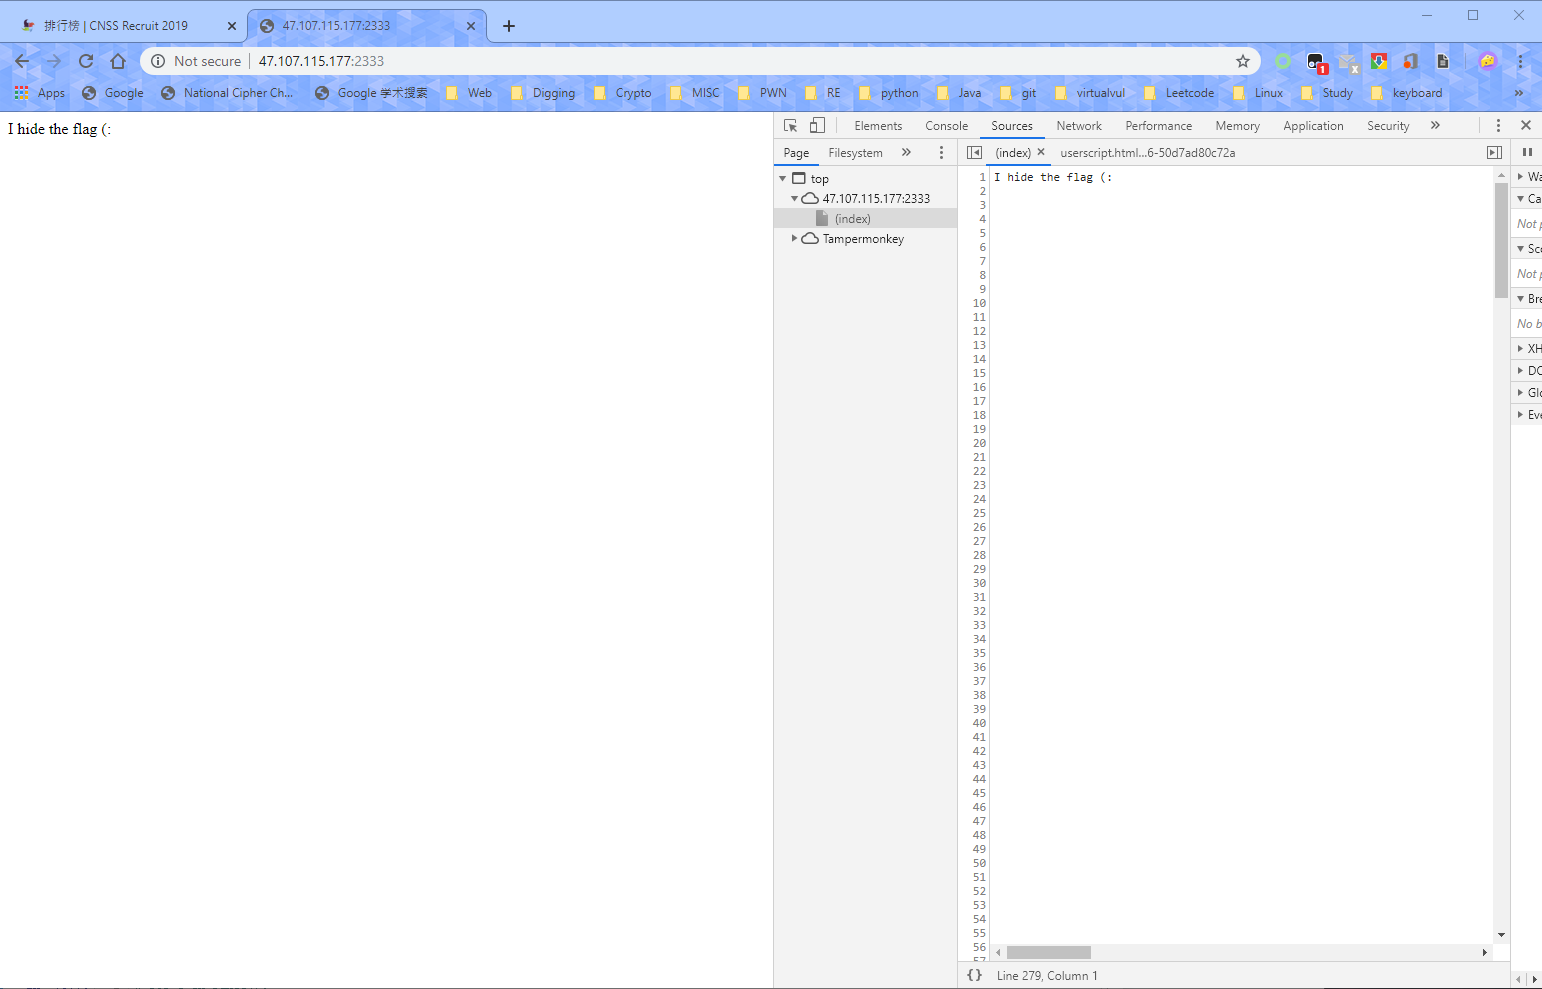 排行榜 | CNSS Recruit 2019
47.107.115.177:2333
Not secure 47.107.115.177:2333
1
x
Apps Google National Cipher Ch... Google 学术搜索 Web Digging Crypto MISC PWN RE python Java git virtualvul Leetcode Linux Study keyboard »
I hide the flag (:
Elements Console Sources Network Performance Memory Application Security »
Page Filesystem »
(index) userscript.html...6-50d7ad80c72a
top
47.107.115.177:2333
(index)
Tampermonkey
1 I hide the flag (:
2
3
4
5
6
7
8
9
10
11
12
13
14
15
16
17
18
19
20
21
22
23
24
25
26
27
28
29
30
31
32
33
34
35
36
37
38
39
40
41
42
43
44
45
46
47
48
49
50
51
52
53
54
55
56
57
Wa
Ca
Not p
Sco
Not p
Bre
No b
XH
DO
Glo
Eve
{} Line 279, Column 1